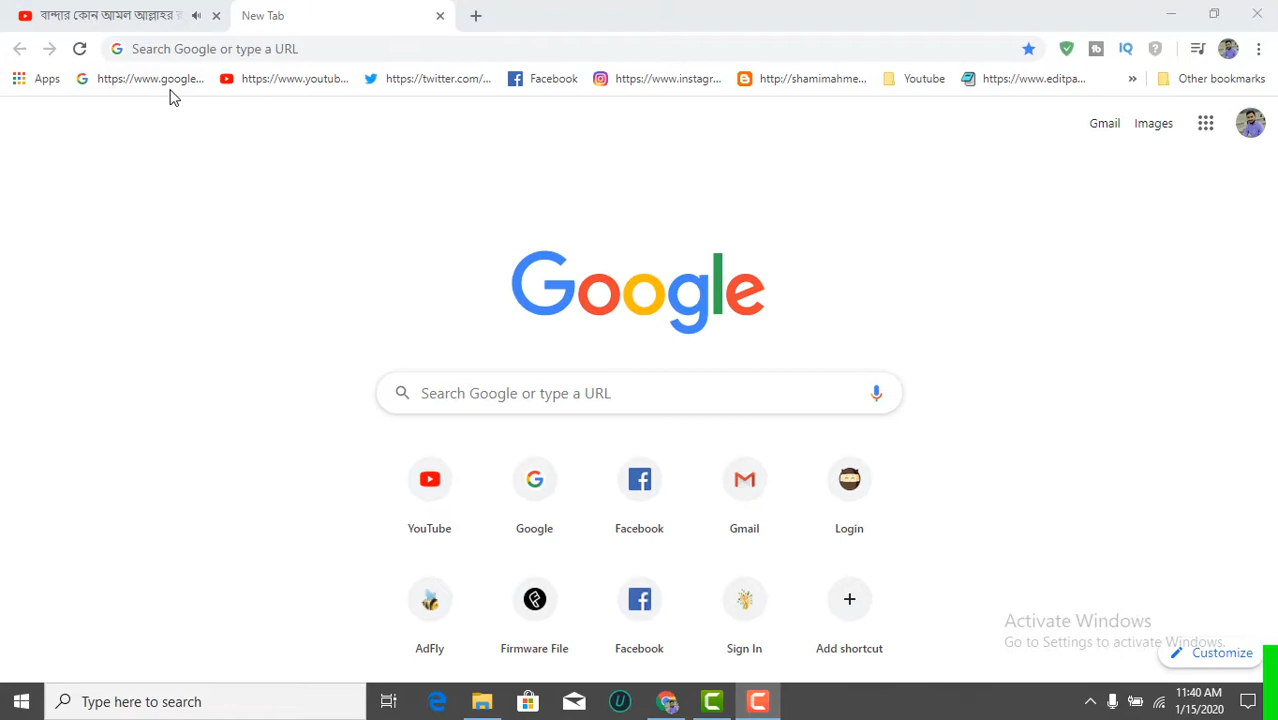 বান্দার কোন আমল আল্লাহর
New Tab
Search Google or type a URL
Apps
https://www.google...
https://www.youtub...
https://twitter.com/...
Facebook
https://www.instagr...
http://shamimahme...
Youtube
https://www.editpa...
»
Other bookmarks
Gmail
Images
Google
Search Google or type a URL
YouTube
Google
Facebook
Gmail
Login
AdFly
Firmware File
Facebook
Sign In
Add shortcut
Activate Windows
Go to Settings to activate Windows.
Customize
Type here to search
11:40 AM
1/15/2020